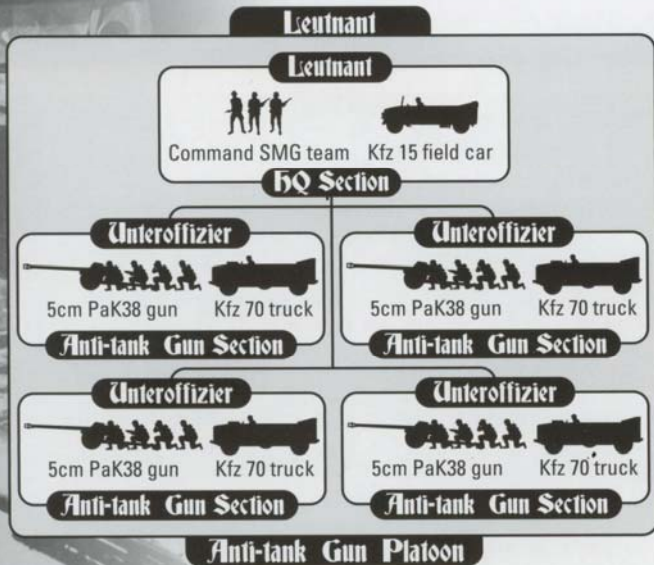 Leutnant
Leutnant
Command SMG team Kfz 15 field car
HQ Section
Unteroffizier Unteroffizier
5cm PaK38 gun Kfz 70 truck 5cm PaK38 gun Kfz 70 truck
Anti-tank Gun Section Anti-tank Gun Section
Unteroffizier Unteroffizier
5cm PaK38 gun Kfz 70 truck 5cm PaK38 gun Kfz 70 truck
Anti-tank Gun Section Anti-tank Gun Section
Anti-tank Gun Platoon